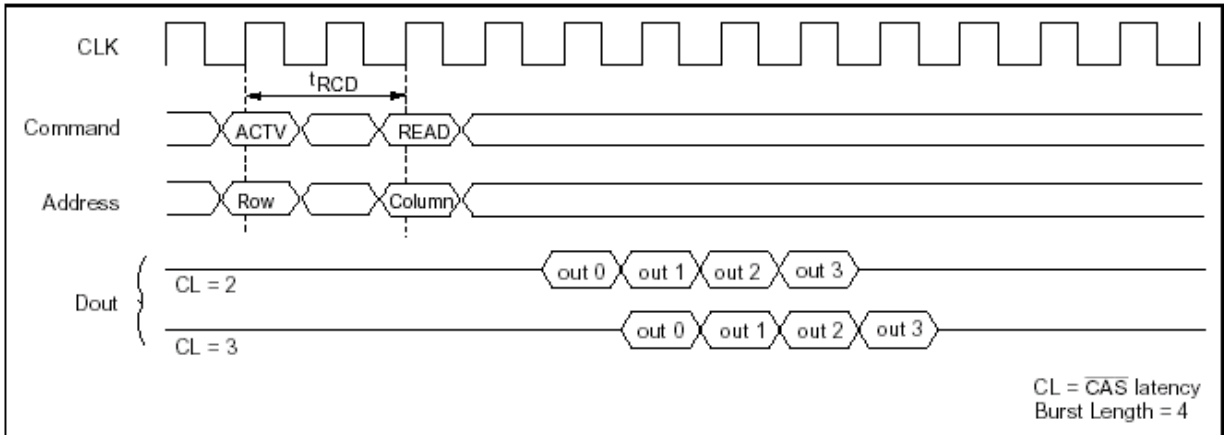 CLK
tRCD
Command ACTV READ
Address Row Column
Dout
CL = 2 out 0 out 1 out 2 out 3
CL = 3 out 0 out 1 out 2 out 3
CL = C̅A̅S̅ latency
Burst Length = 4